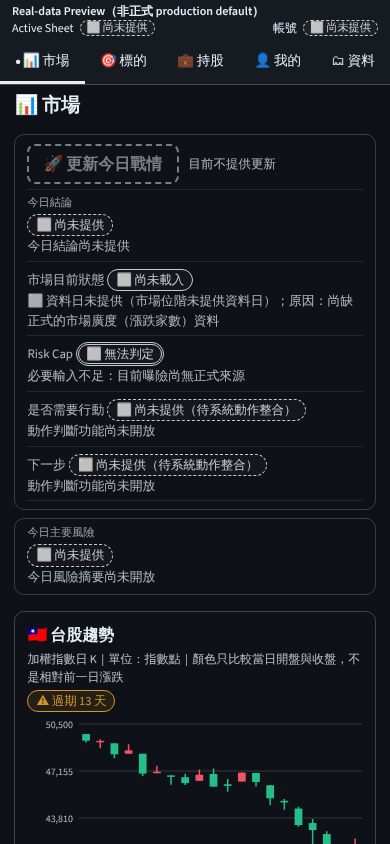 Real-data Preview（非正式 production default）
Active Sheet 尚未提供 帳號 尚未提供
市場 標的 持股 我的 資料
市場
更新今日戰情 目前不提供更新
今日結論
尚未提供
今日結論尚未提供
市場目前狀態 尚未載入
資料日未提供（市場位階未提供資料日）；原因：尚缺
正式的市場廣度（漲跌家數）資料
Risk Cap 無法判定
必要輸入不足：目前曝險尚無正式來源
是否需要行動 尚未提供（待系統動作整合）
動作判斷功能尚未開放
下一步 尚未提供（待系統動作整合）
動作判斷功能尚未開放
今日主要風險
尚未提供
今日風險摘要尚未開放
台股趨勢
加權指數日 K｜單位：指數點｜顏色只比較當日開盤與收盤，不
是相對前一日漲跌
過期 13 天
50,500
47,155
43,810